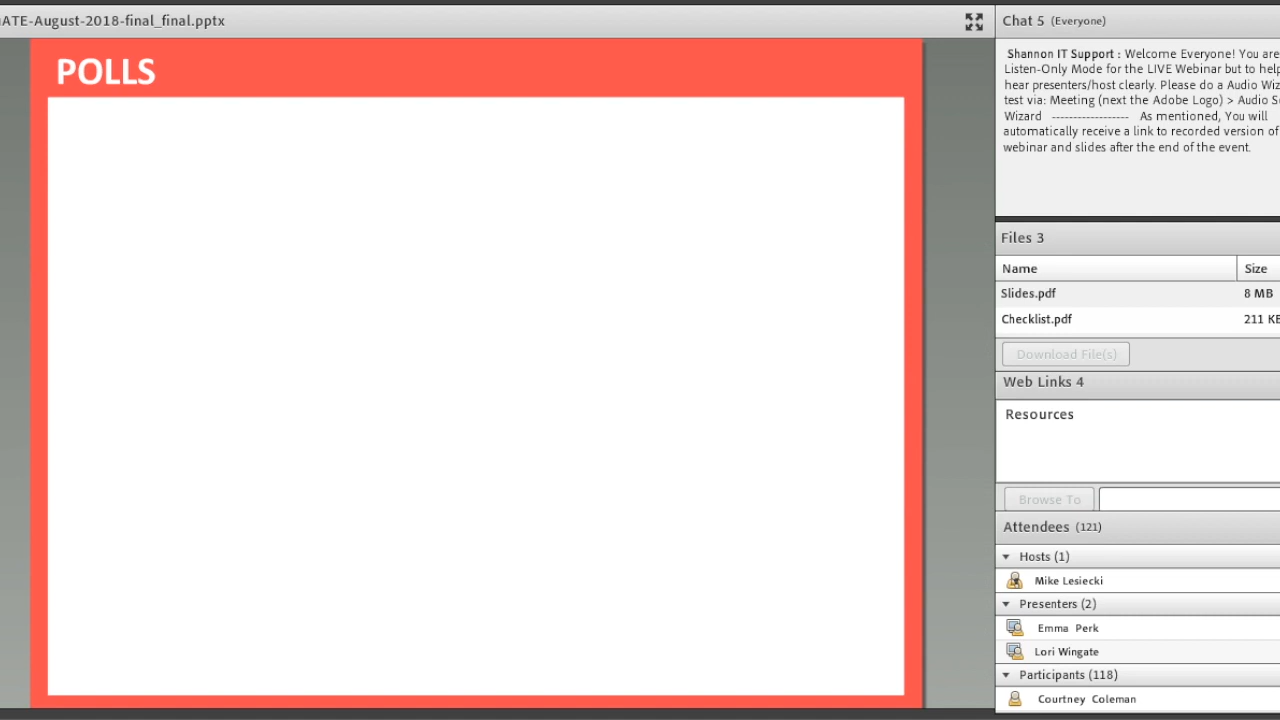 ATE-August-2018-final_final.pptx
POLLS
Chat 5 (Everyone)
Shannon IT Support : Welcome Everyone! You are
Listen-Only Mode for the LIVE Webinar but to help
hear presenters/host clearly. Please do a Audio Wiz
test via: Meeting (next the Adobe Logo) > Audio S
Wizard ------------------- As mentioned, You will
automatically receive a link to recorded version of
webinar and slides after the end of the event.
Files 3
Name Size
Slides.pdf 8 MB
Checklist.pdf 211 KB
Download File(s)
Web Links 4
Resources
Browse To
Attendees (121)
Hosts (1)
Mike Lesiecki
Presenters (2)
Emma Perk
Lori Wingate
Participants (118)
Courtney Coleman